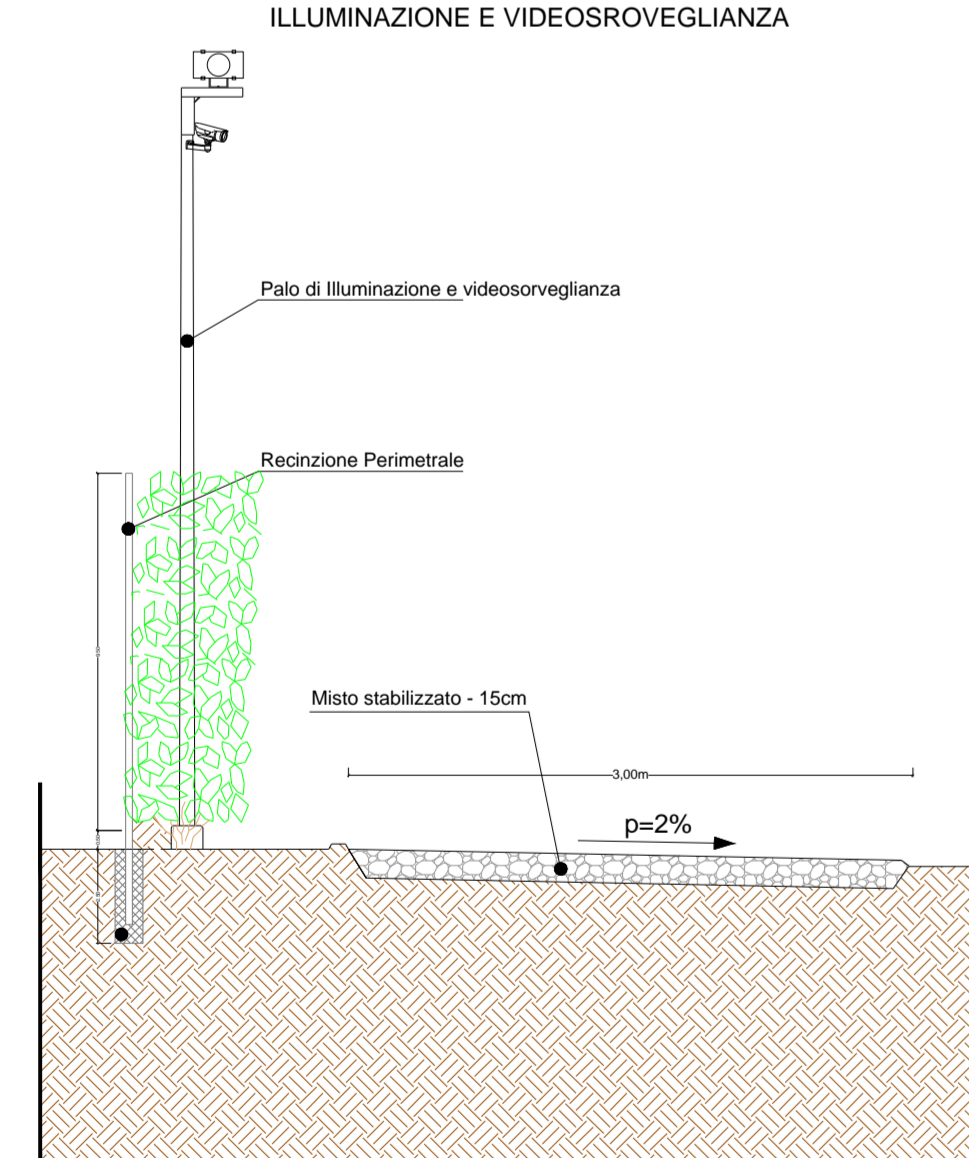 ILLUMINAZIONE E VIDEOSROVEGLIANZA
Palo di Illuminazione e videosorveglianza
Recinzione Perimetrale
Misto stabilizzato - 15cm
3,00m
p=2%